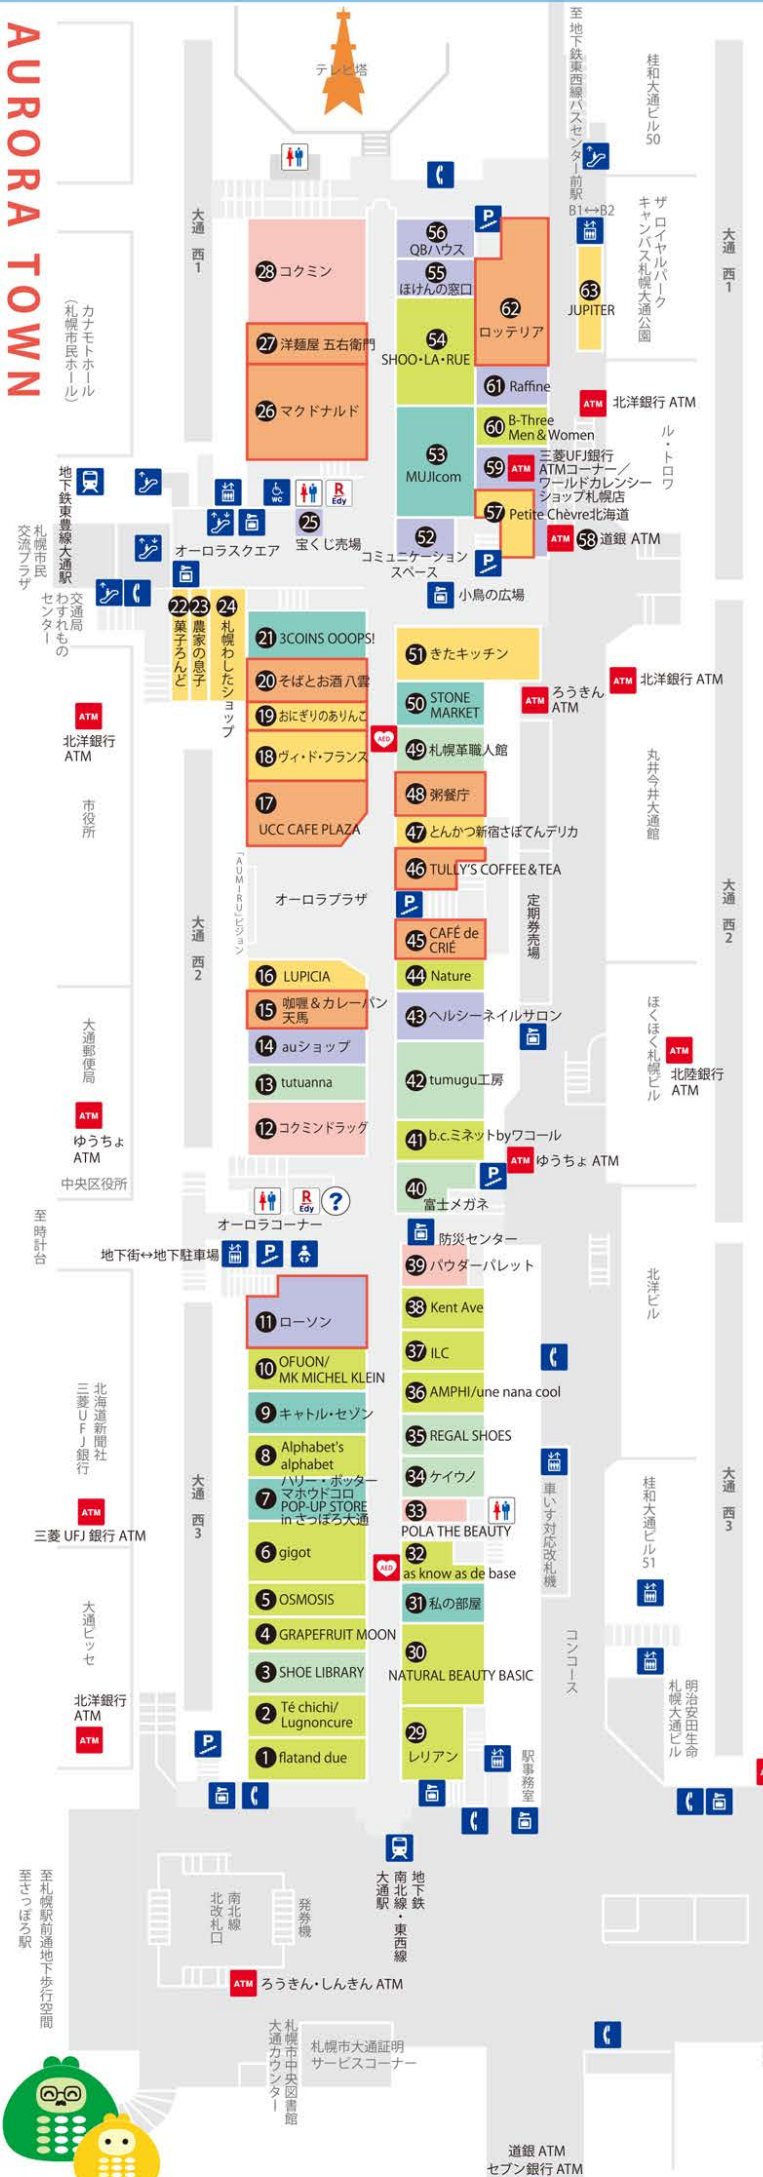 AURORA TOWN
テレビ塔
至 地下鉄東西線バスセンター前駅
桂和大通ビル50
B1↔B2
ザ ロイヤルパーク
キャンバス札幌大通公園
大通 西1
大通 西1
カナモトホール
(札幌市民ホール)
56
QBハウス
55
ほけんの窓口
28 コクミン
62
ロッテリア
63
JUPITER
27 洋麺屋 五右衛門
54
SHOO・LA・RUE
26 マクドナルド
61 Raffine
ATM 北洋銀行 ATM
60 B-Three
Men & Women
ル・トロワ
53
MUJIcom
59 ATM 三菱UFJ銀行
ATMコーナー/
ワールドカレンシー
ショップ札幌店
57 Petite Chèvre北海道
ATM 58 道銀 ATM
52
コミュニケーション
スペース
小鳥の広場
地下鉄東豊線大通駅
札幌市民
交流プラザ
交通局
わすれもの
センター
WC
R
Edy
25
宝くじ売場
オーロラスクエア
22 菓子ろんど
23 農家の息子
24 札幌わしたショップ
21 3COINS OOOPS!
51 きたキッチン
20 そばとお酒 八雲
50 STONE
MARKET
ATM ろうきん
ATM
ATM 北洋銀行 ATM
19 おにぎりのありんこ
AED
ATM
北洋銀行
ATM
18 ヴィ・ド・フランス
49 札幌革職人館
48 粥餐庁
17
UCC CAFE PLAZA
47 とんかつ新宿さぼてんデリカ
46 TULLY'S COFFEE & TEA
丸井今井大通館
市役所
「AUMIRU」ビジョン
オーロラプラザ
P
定期券売場
大通 西2
大通 西2
45 CAFÉ de
CRIÉ
16 LUPICIA
44 Nature
15 咖喱&カレーパン
天馬
43 ヘルシーネイルサロン
14 auショップ
13 tutuanna
42 tumugu工房
12 コクミンドラッグ
41 b.c.ミネットbyワコール
ほくほく札幌ビル
ATM
北陸銀行
ATM
大通郵便局
ATM
ゆうちょ
ATM
中央区役所
ATM ゆうちょ ATM
P
40
富士メガネ
R
Edy
?
オーロラコーナー
至 時計台
地下街↔地下駐車場
P
防災センター
39 パウダーパレット
11 ローソン
38 Kent Ave
北洋ビル
37 ILC
10 OFUON/
MK MICHEL KLEIN
36 AMPHI/une nana cool
9 キャトル・セゾン
35 REGAL SHOES
8 Alphabet's
alphabet
34 ケイウノ
7 ハリー・ポッター
マホウドコロ
POP-UP STORE
in さっぽろ大通
33
POLA THE BEAUTY
北海道新聞社
三菱UFJ銀行
ATM
三菱 UFJ 銀行 ATM
大通 西3
大通 西3
車いす対応改札機
桂和大通ビル51
6 gigot
32
as know as de base
AED
5 OSMOSIS
31 私の部屋
4 GRAPEFRUIT MOON
30
NATURAL BEAUTY BASIC
3 SHOE LIBRARY
コンコース
大通ビッセ
北洋銀行
ATM
ATM
2 Té chichi/
Lugnoncure
29
レリアン
1 flatand due
P
駅事務室
明治安田生命
札幌大通ビル
地下鉄
南北線・東西線
大通駅
南北線
北改札口
発券機
至札幌駅前通地下歩行空間
至さっぽろ駅
ATM ろうきん・しんきん ATM
札幌市中央図書館
大通カウンター
札幌市大通証明
サービスコーナー
道銀 ATM
セブン銀行 ATM